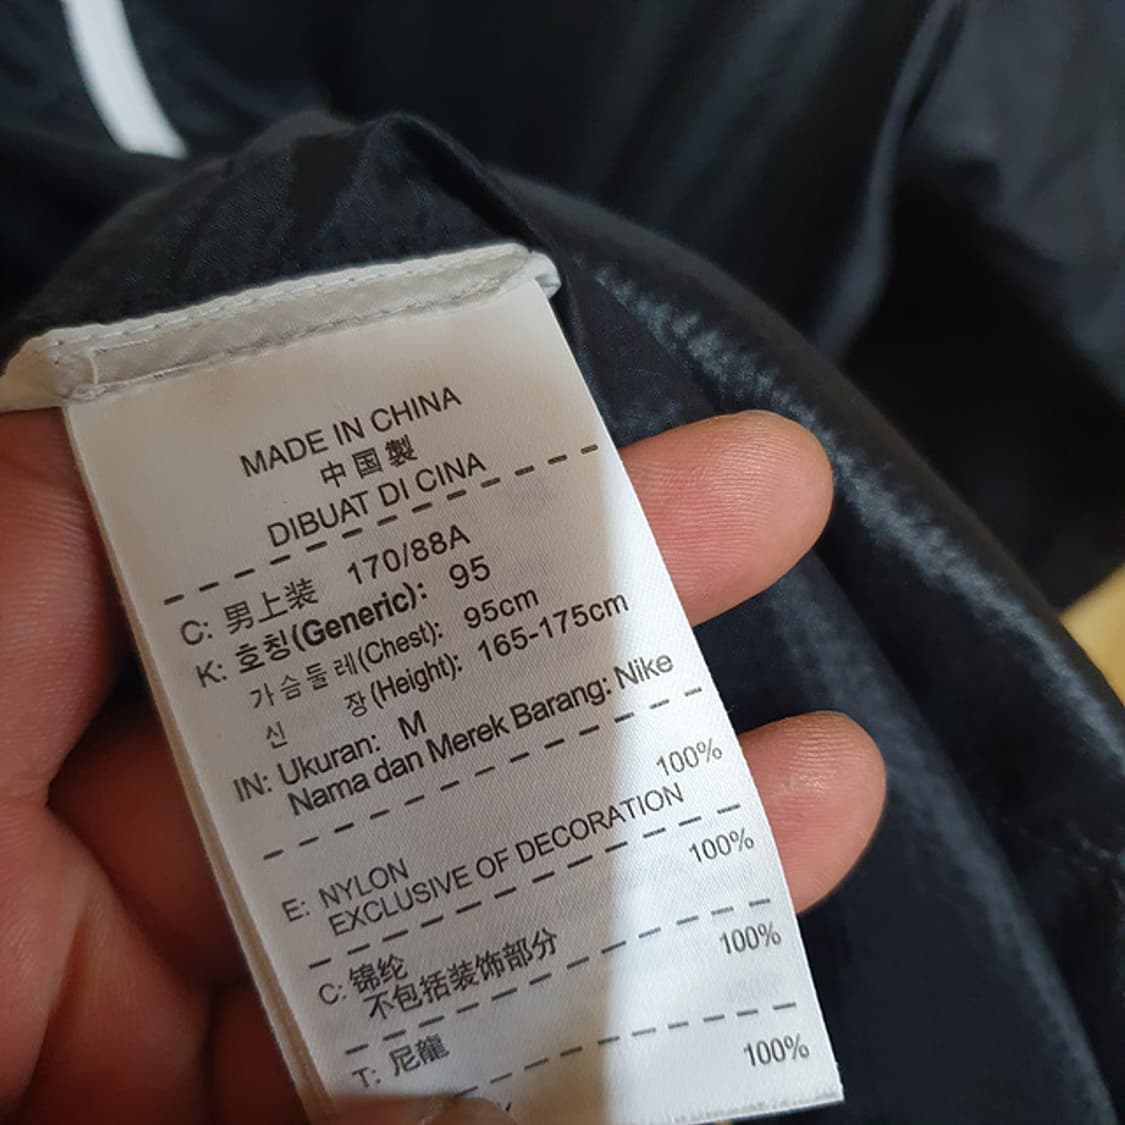 MADE IN CHINA
中国製
DIBUAT DI CINA
C: 男上装 170/88A
K: 호칭(Generic): 95
가슴둘레(Chest): 95cm
신 장(Height): 165-175cm
IN: Ukuran: M
Nama dan Merek Barang: Nike
100%
E: NYLON
EXCLUSIVE OF DECORATION
100%
C: 锦纶
不包括装饰部分
100%
T: 尼龍
100%